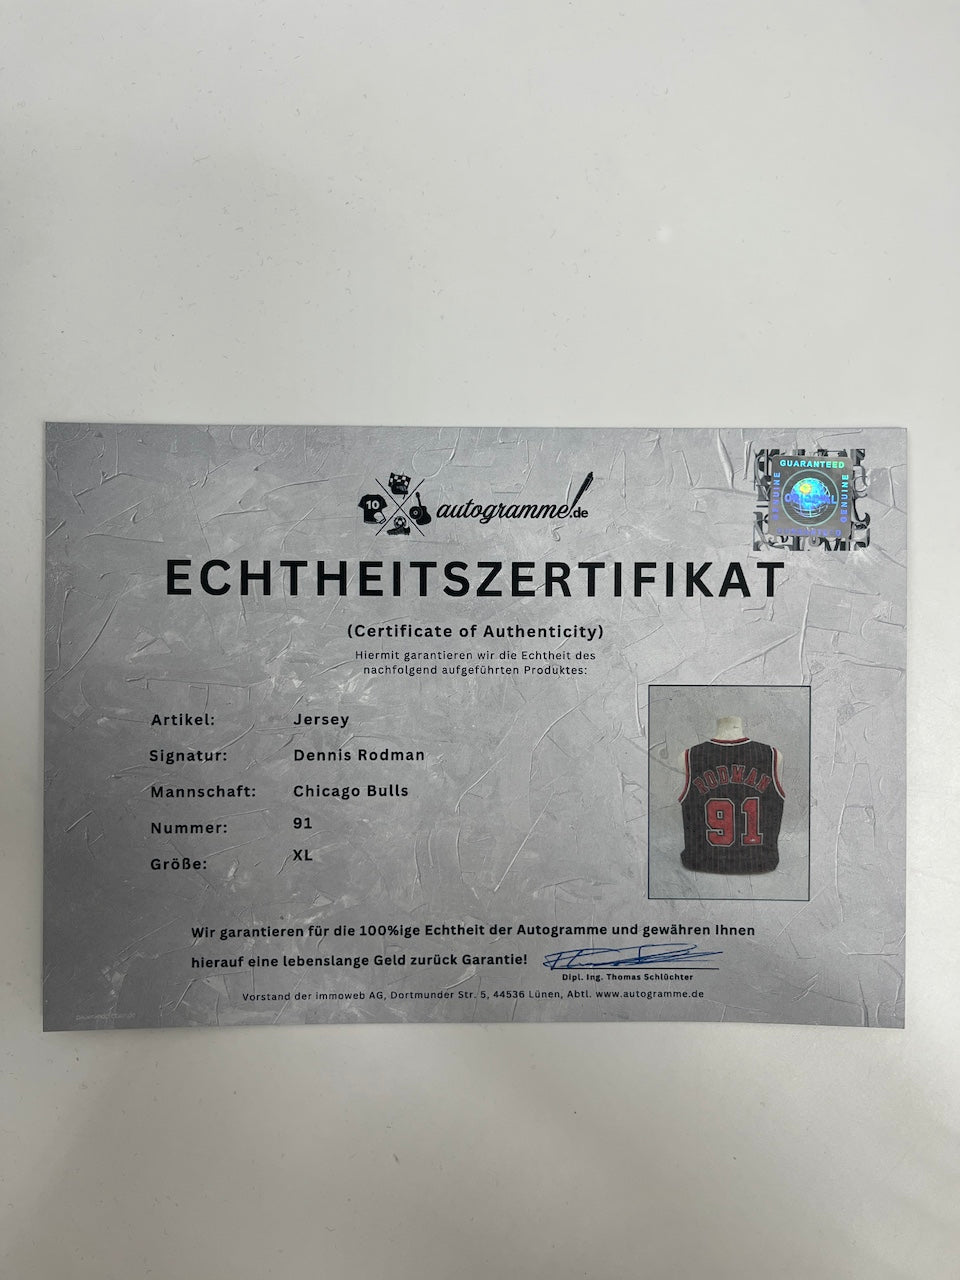 GUARANTEED
GENUINE
GENUINE
10
autogramme.de
ECHTHEITSZERTIFIKAT
(Certificate of Authenticity)
Hiermit garantieren wir die Echtheit des
nachfolgend aufgeführten Produktes:
Artikel: Jersey
Signatur: Dennis Rodman
Mannschaft: Chicago Bulls
Nummer: 91
Größe: XL
RODMAN
91
Wir garantieren für die 100%ige Echtheit der Autogramme und gewähren Ihnen
hierauf eine lebenslange Geld zurück Garantie!
Dipl. Ing. Thomas Schlüchter
Vorstand der immoweb AG, Dortmunder Str. 5, 44536 Lünen, Abtl. www.autogramme.de